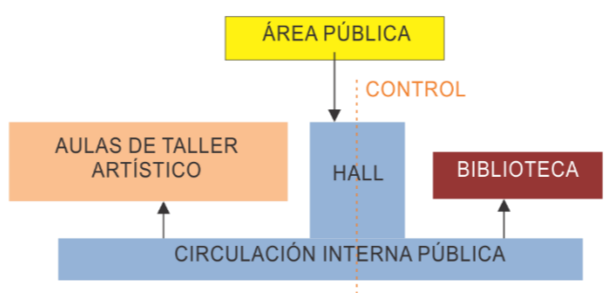 ÁREA PÚBLICA
CONTROL
AULAS DE TALLER
ARTÍSTICO
HALL
BIBLIOTECA
CIRCULACIÓN INTERNA PÚBLICA